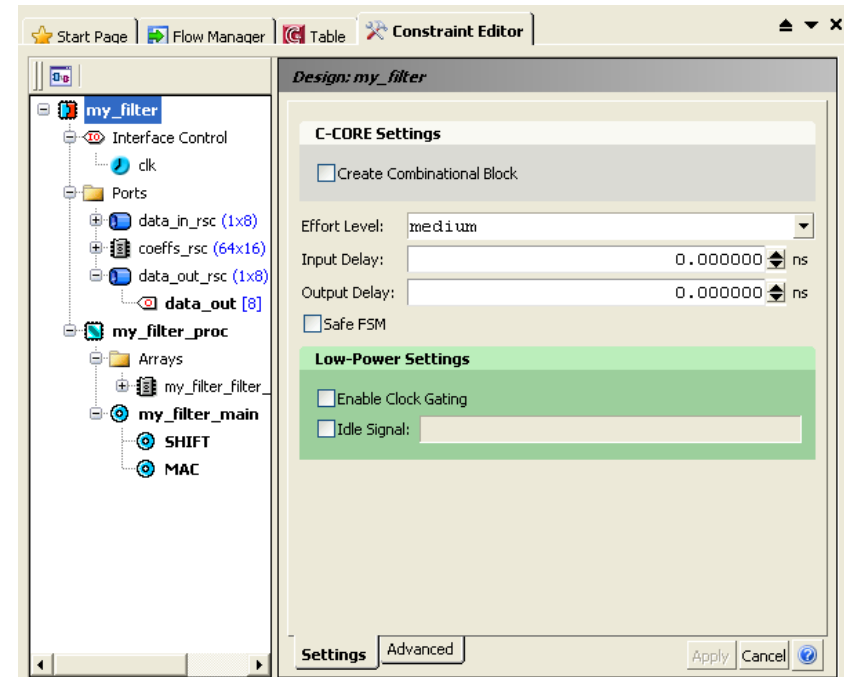 Start Page Flow Manager Table Constraint Editor
my_filter
Interface Control
clk
Ports
data_in_rsc (1x8)
coeffs_rsc (64x16)
data_out_rsc (1x8)
data_out [8]
my_filter_proc
Arrays
my_filter_filter_
my_filter_main
SHIFT
MAC
Design: my_filter
C-CORE Settings
Create Combinational Block
Effort Level: medium
Input Delay: 0.000000 ns
Output Delay: 0.000000 ns
Safe FSM
Low-Power Settings
Enable Clock Gating
Idle Signal:
Settings Advanced Apply Cancel